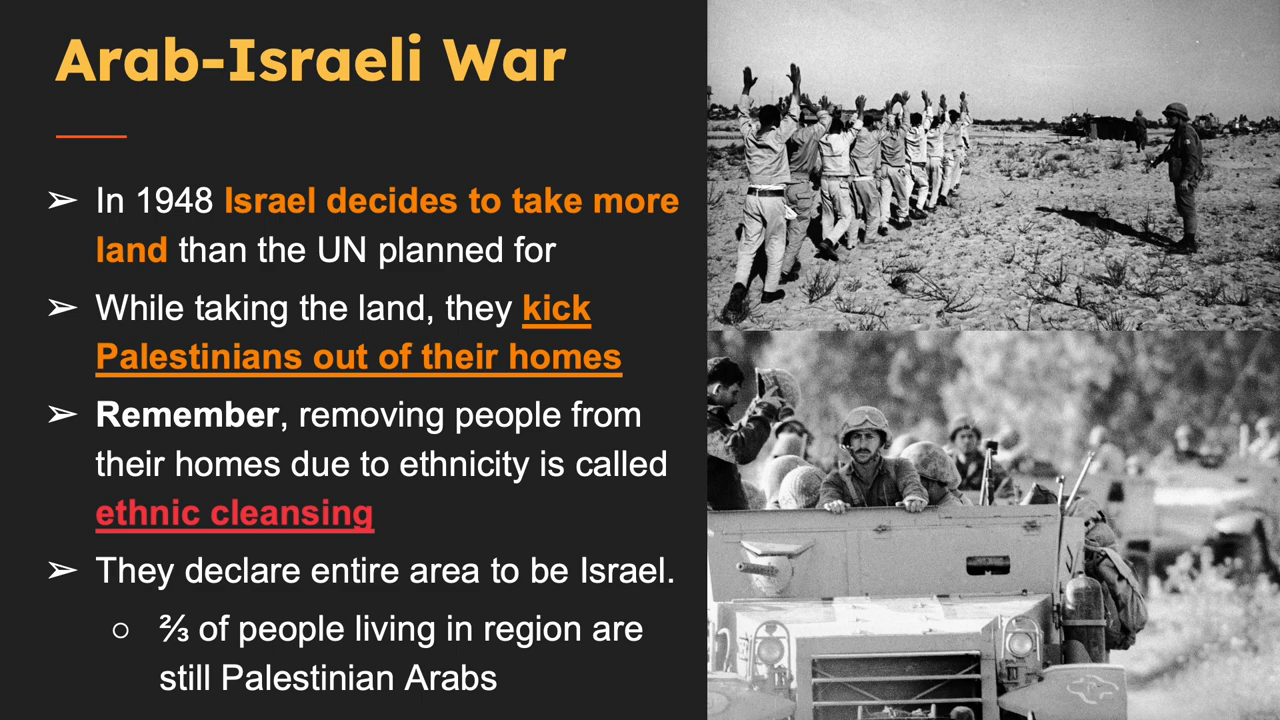 Arab-Israeli War
➢ In 1948 Israel decides to take more
land than the UN planned for
➢ While taking the land, they kick
Palestinians out of their homes
➢ Remember, removing people from
their homes due to ethnicity is called
ethnic cleansing
➢ They declare entire area to be Israel.
○ ⅔ of people living in region are
still Palestinian Arabs